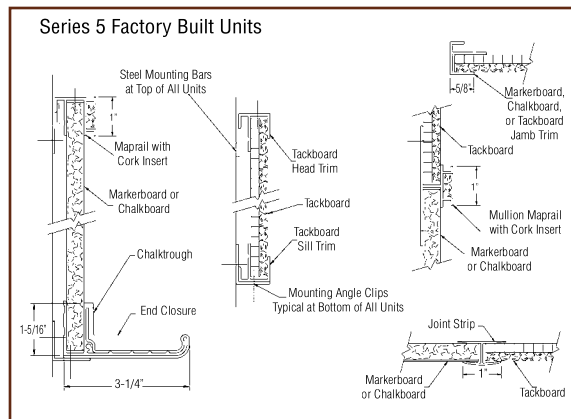 Series 5 Factory Built Units
Steel Mounting Bars
at Top of All Units
1"
Maprail with
Cork Insert
Markerboard or
Chalkboard
Chalktrough
End Closure
1-5/16"
3-1/4"
Tackboard
Head Trim
Tackboard
Tackboard
Sill Trim
Mounting Angle Clips
Typical at Bottom of All Units
5/8"
Markerboard,
Chalkboard,
or Tackboard
Jamb Trim
Tackboard
1"
Mullion Maprail
with Cork Insert
Markerboard
or Chalkboard
Joint Strip
Markerboard
or Chalkboard
1"
Tackboard